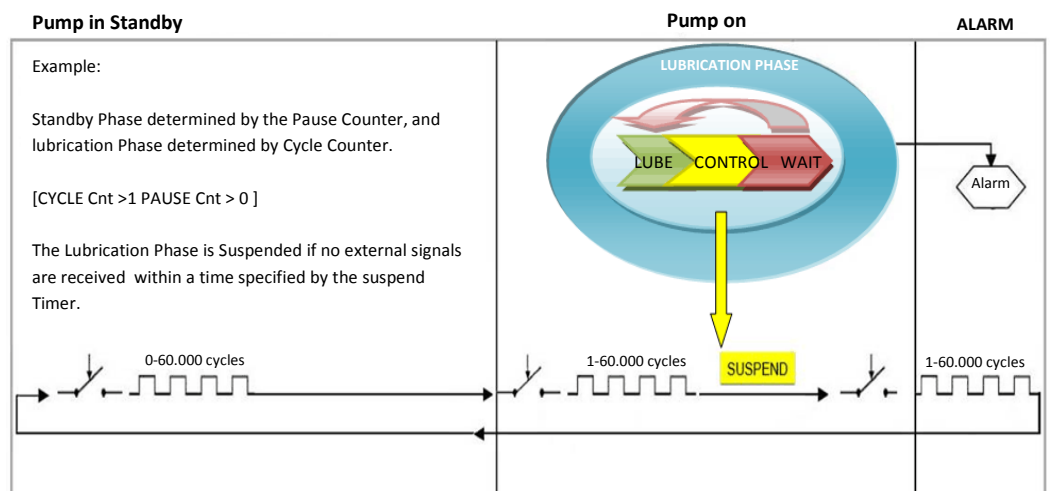 Pump in Standby
Pump on
ALARM
Example:
Standby Phase determined by the Pause Counter, and
lubrication Phase determined by Cycle Counter.
[CYCLE Cnt >1 PAUSE Cnt > 0 ]
The Lubrication Phase is Suspended if no external signals
are received within a time specified by the suspend
Timer.
LUBRICATION PHASE
LUBE CONTROL WAIT
Alarm
0-60.000 cycles
1-60.000 cycles
SUSPEND
1-60.000 cycles